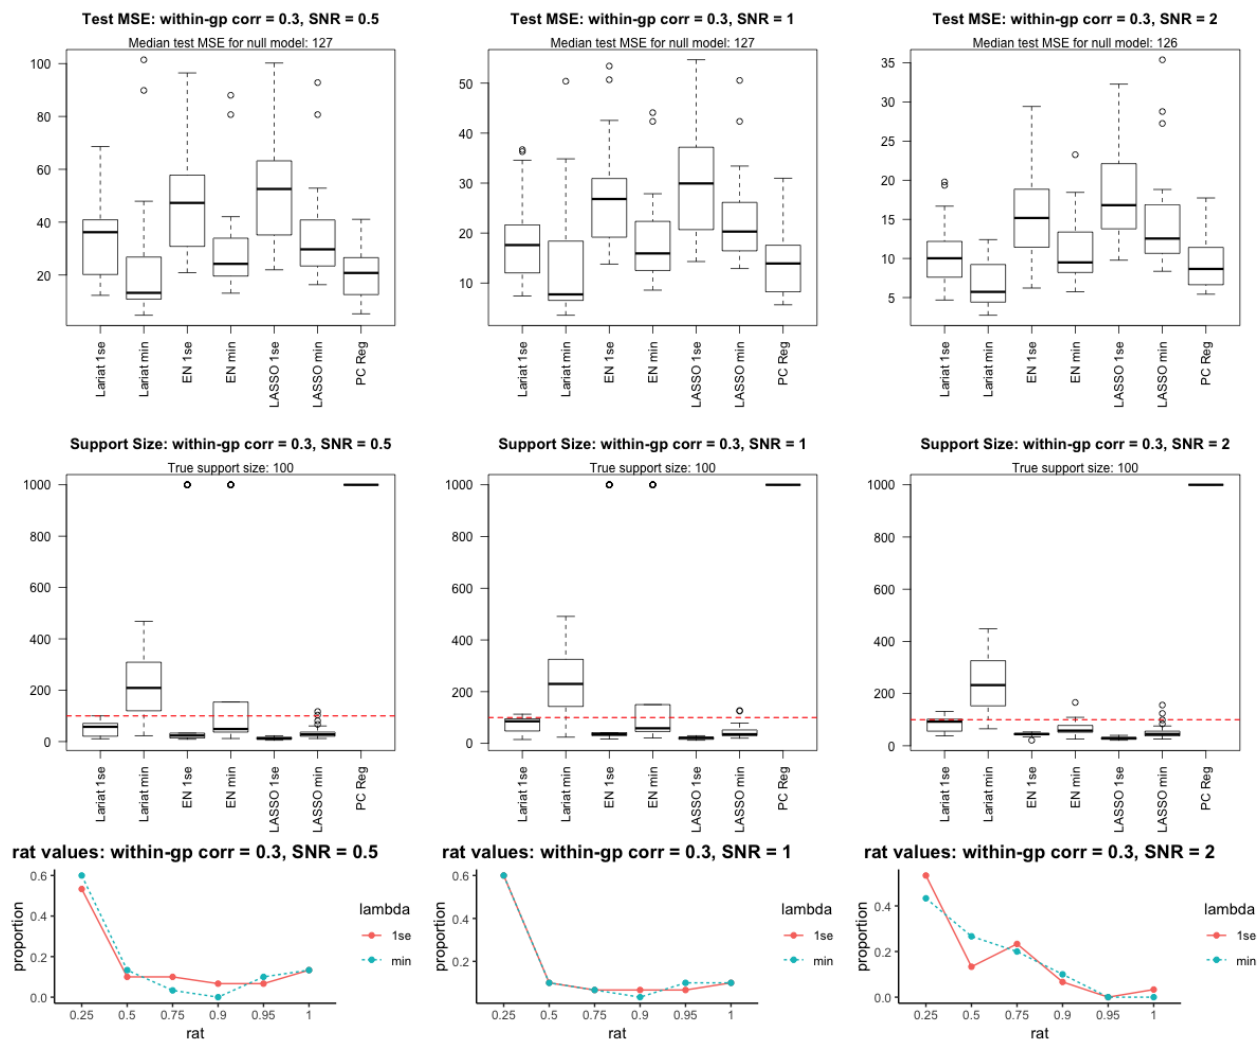 Test MSE: within-gp corr = 0.3, SNR = 0.5
Median test MSE for null model: 127
100
80
60
40
20
Lariat 1se
Lariat min
EN 1se
EN min
LASSO 1se
LASSO min
PC Reg
Test MSE: within-gp corr = 0.3, SNR = 1
Median test MSE for null model: 127
50
40
30
20
10
Lariat 1se
Lariat min
EN 1se
EN min
LASSO 1se
LASSO min
PC Reg
Test MSE: within-gp corr = 0.3, SNR = 2
Median test MSE for null model: 126
35
30
25
20
15
10
5
Lariat 1se
Lariat min
EN 1se
EN min
LASSO 1se
LASSO min
PC Reg
Support Size: within-gp corr = 0.3, SNR = 0.5
True support size: 100
1000
800
600
400
200
0
Lariat 1se
Lariat min
EN 1se
EN min
LASSO 1se
LASSO min
PC Reg
Support Size: within-gp corr = 0.3, SNR = 1
True support size: 100
1000
800
600
400
200
0
Lariat 1se
Lariat min
EN 1se
EN min
LASSO 1se
LASSO min
PC Reg
Support Size: within-gp corr = 0.3, SNR = 2
True support size: 100
1000
800
600
400
200
0
Lariat 1se
Lariat min
EN 1se
EN min
LASSO 1se
LASSO min
PC Reg
rat values: within-gp corr = 0.3, SNR = 0.5
proportion
0.6
0.4
0.2
0.0
0.25 0.5 0.75 0.9 0.95 1
rat
lambda
1se
min
rat values: within-gp corr = 0.3, SNR = 1
proportion
0.6
0.4
0.2
0.25 0.5 0.75 0.9 0.95 1
rat
lambda
1se
min
rat values: within-gp corr = 0.3, SNR = 2
proportion
0.4
0.2
0.0
0.25 0.5 0.75 0.9 0.95 1
rat
lambda
1se
min